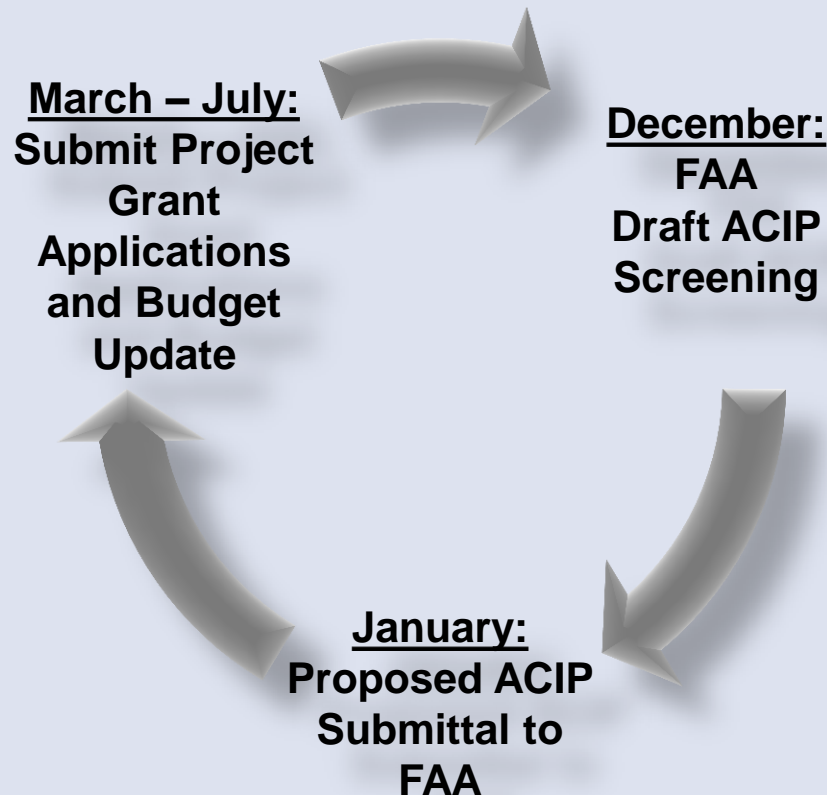 March – July:
Submit Project
Grant
Applications
and Budget
Update
December:
FAA
Draft ACIP
Screening
January:
Proposed ACIP
Submittal to
FAA